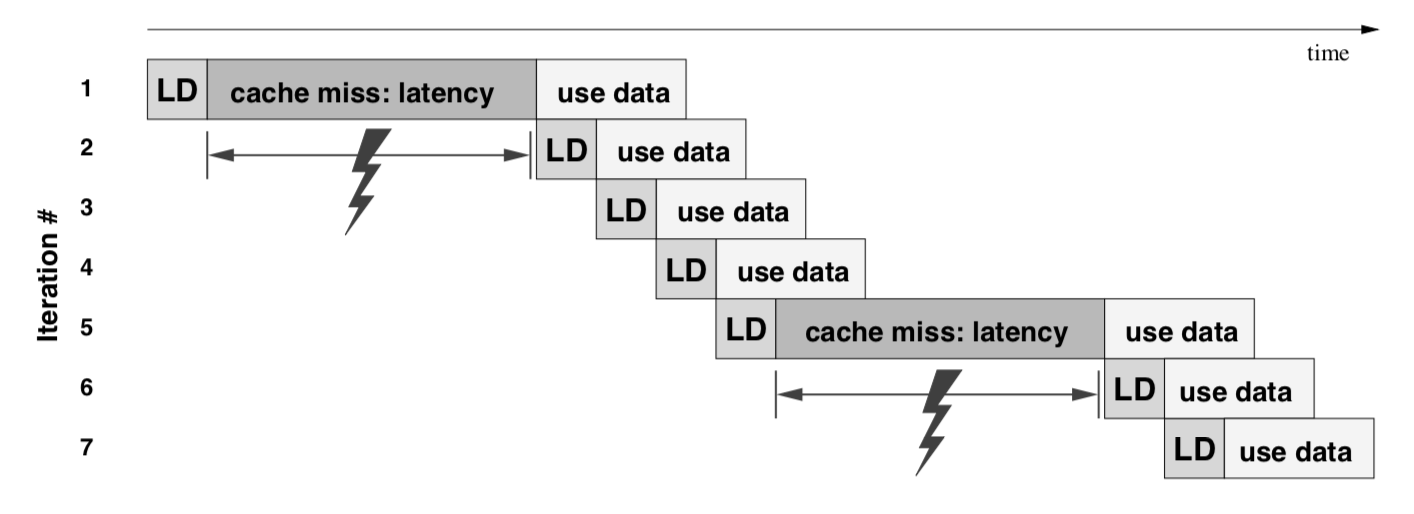 time
1 LD cache miss: latency use data
2 LD use data
3 LD use data
4 LD use data
5 LD cache miss: latency use data
6 LD use data
7 LD use data
Iteration #